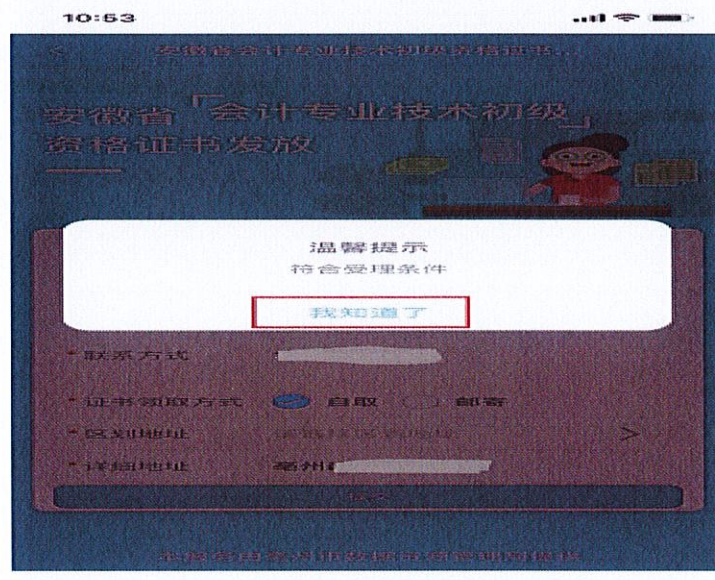 10:53
安徽省会计专业技术初级资格证书...
安徽省「会计专业技术初级」
资格证书发放
温馨提示
符合受理条件
我知道了
*联系方式
*证书领取方式 自取 邮寄
*区划地址
*详细地址 亳州